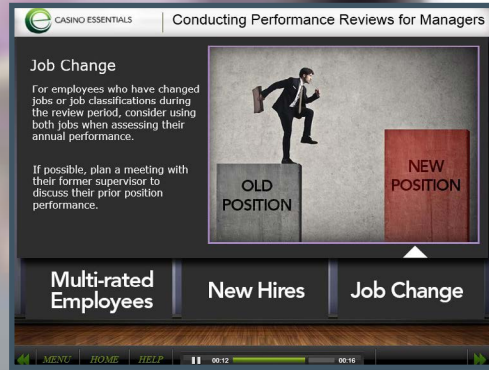 CASINO ESSENTIALS
Conducting Performance Reviews for Managers
Job Change
For employees who have changed
jobs or job classifications during
the review period, consider using
both jobs when assessing their
annual performance.
If possible, plan a meeting with
their former supervisor to
discuss their prior position
performance.
OLD
POSITION
NEW
POSITION
Multi-rated
Employees
New Hires
Job Change
MENU
HOME
HELP
00:12
00:16